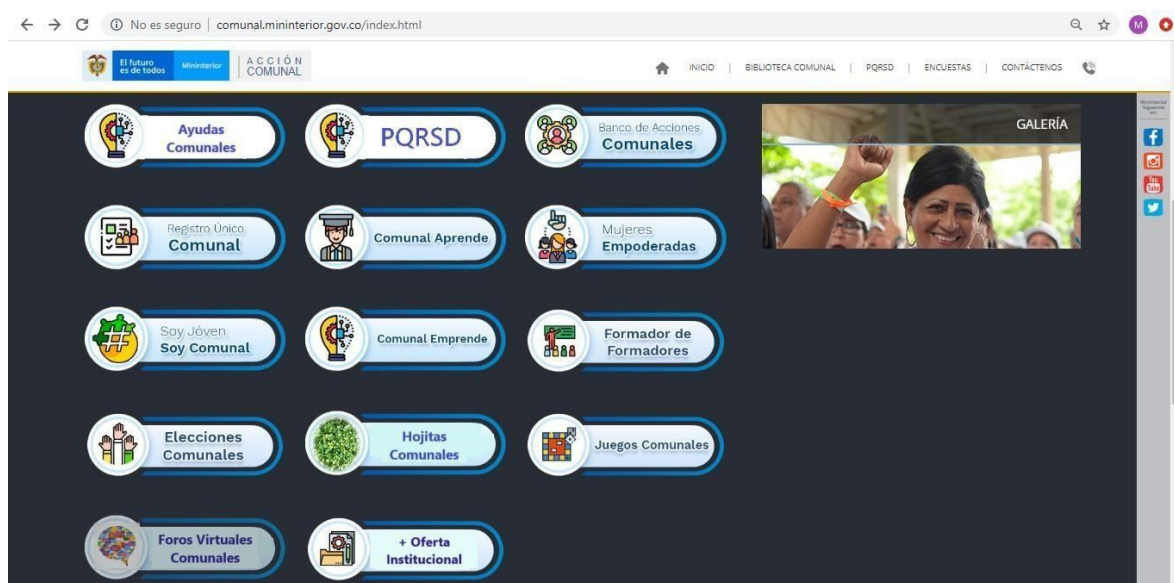 No es seguro | comunal.mininterior.gov.co/index.html
M
El futuro
es de todos
Mininterior
ACCIÓN
COMUNAL
INICIO | BIBLIOTECA COMUNAL | PQRSD | ENCUESTAS | CONTÁCTENOS
Ayudas
Comunales
PQRSD
Banco de Acciones
Comunales
GALERÍA
Registro Único
Comunal
Comunal Aprende
Mujeres
Empoderadas
Soy Jóven
Soy Comunal
Comunal Emprende
Formador de
Formadores
Elecciones
Comunales
Hojitas
Comunales
Juegos Comunales
Foros Virtuales
Comunales
+ Oferta
Institucional
You
Tube